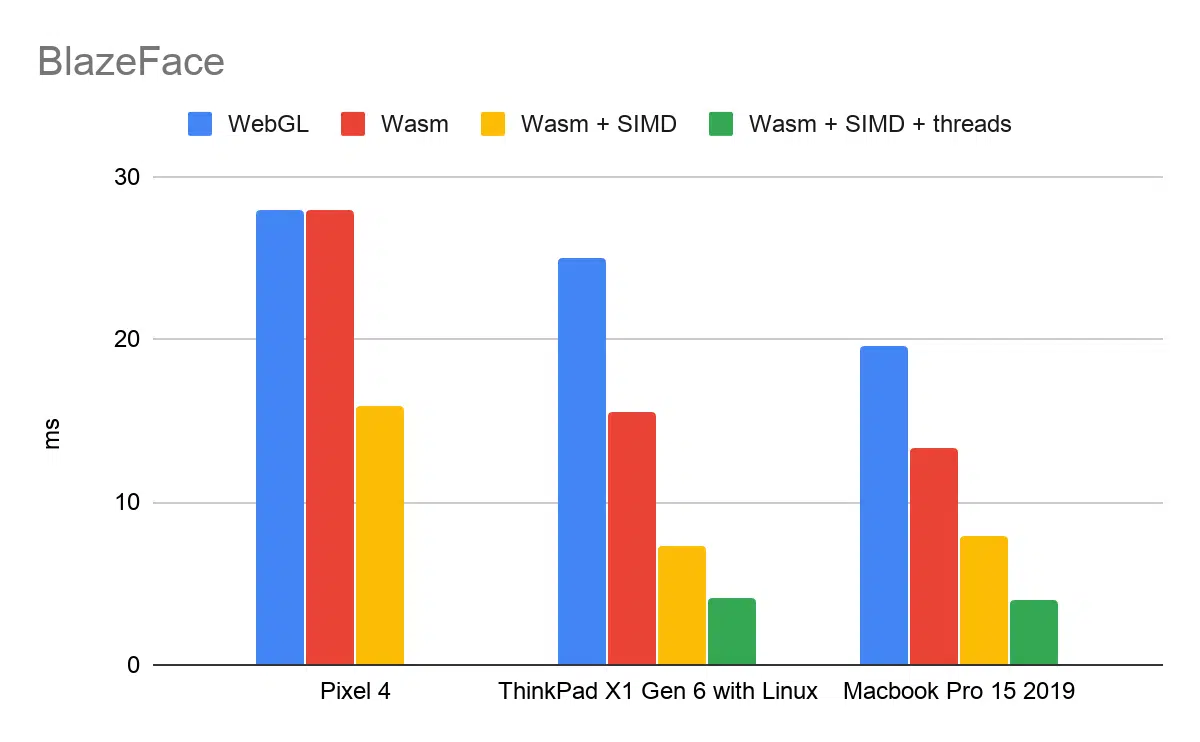 BlazeFace
WebGL Wasm Wasm + SIMD Wasm + SIMD + threads
30
20
ms
10
0
Pixel 4 ThinkPad X1 Gen 6 with Linux Macbook Pro 15 2019